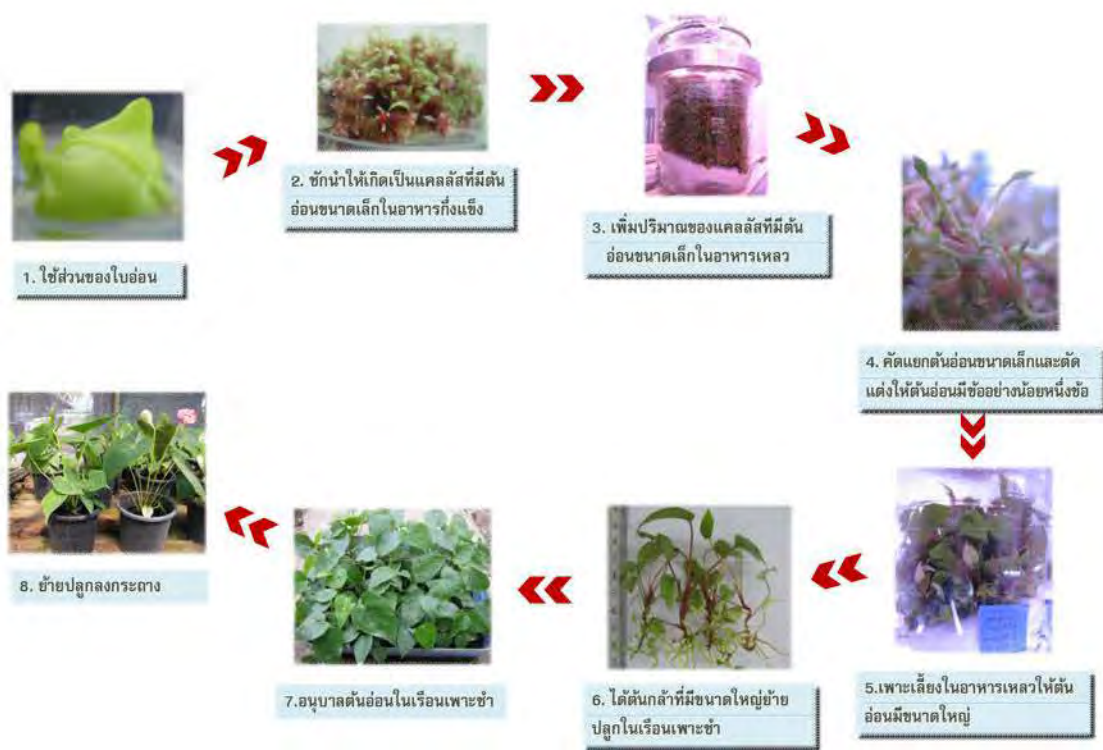 1. ใช้ส่วนของใบอ่อน
2. ชักนำให้เกิดเป็นแคลลัสที่มีต้น
อ่อนขนาดเล็กในอาหารกึ่งแข็ง
3. เพิ่มปริมาณของแคลลัสที่มีต้น
อ่อนขนาดเล็กในอาหารเหลว
4. คัดแยกต้นอ่อนขนาดเล็กและตัด
แต่งให้ต้นอ่อนมีข้ออย่างน้อยหนึ่งข้อ
5.เพาะเลี้ยงในอาหารเหลวให้ต้น
อ่อนมีขนาดใหญ่
6. ได้ต้นกล้าที่มีขนาดใหญ่ย้าย
ปลูกในเรือนเพาะชำ
7.อนุบาลต้นอ่อนในเรือนเพาะชำ
8. ย้ายปลูกลงกระถาง